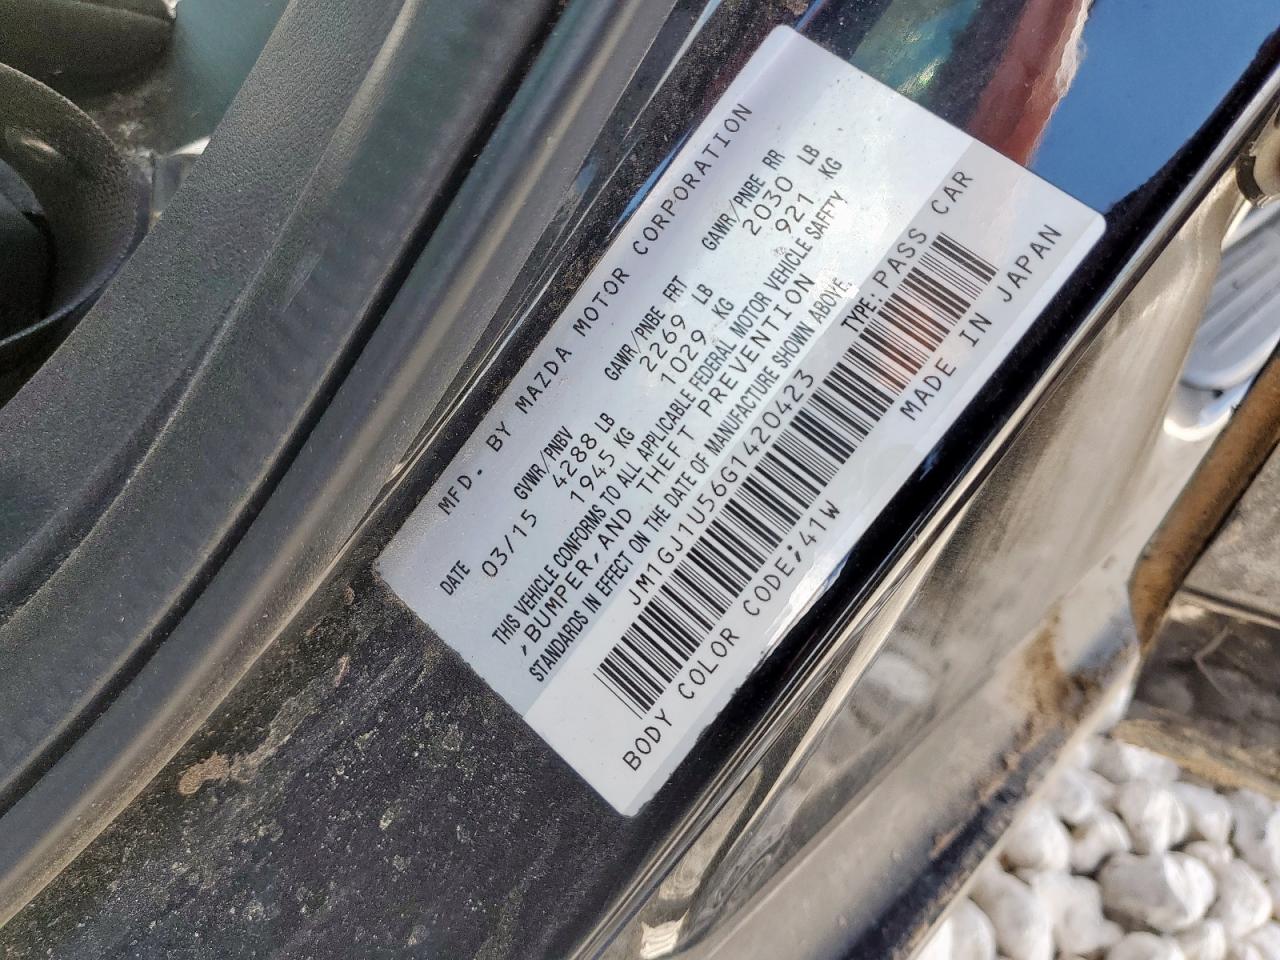 MFD. BY MAZDA MOTOR CORPORATION
DATE GVWR/PNBV GAWR/PNBE FRT GAWR/PNBE RR
03/15 4288 LB 2269 LB 2030 LB
1945 KG 1029 KG 921 KG
THIS VEHICLE CONFORMS TO ALL APPLICABLE FEDERAL MOTOR VEHICLE SAFETY
,BUMPER,AND THEFT PREVENTION
STANDARDS IN EFFECT ON THE DATE OF MANUFACTURE SHOWN ABOVE.
JM1GJ1U56G1420423 TYPE:PASS CAR
BODY COLOR CODE;41W MADE IN JAPAN